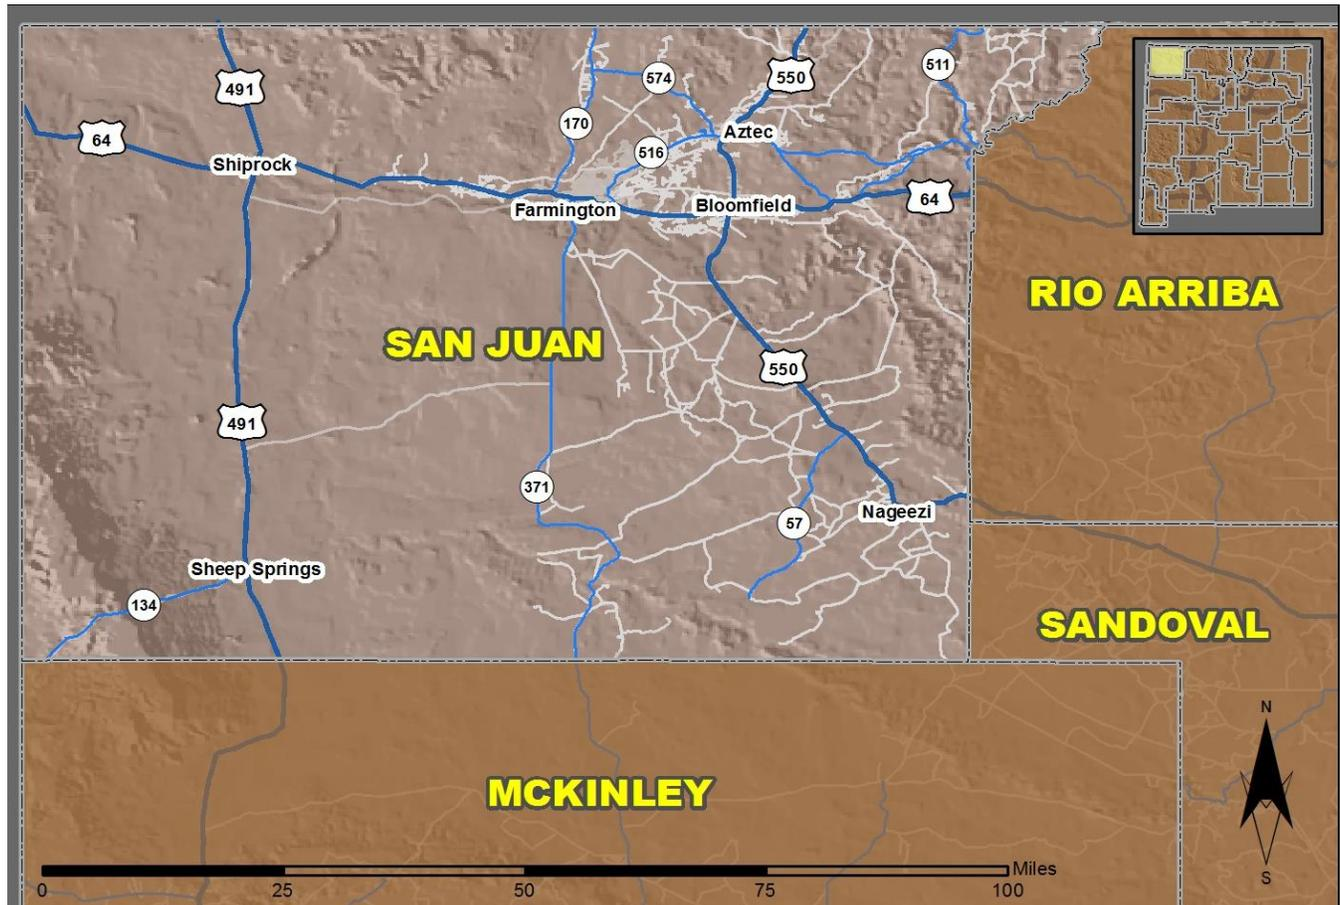 491
64
Shiprock
170
574
516
550
Aztec
511
64
Farmington
Bloomfield
RIO ARRIBA
SAN JUAN
550
491
371
57
Nageezi
Sheep Springs
134
SANDOVAL
MCKINLEY
N
S
Miles
0
25
50
75
100